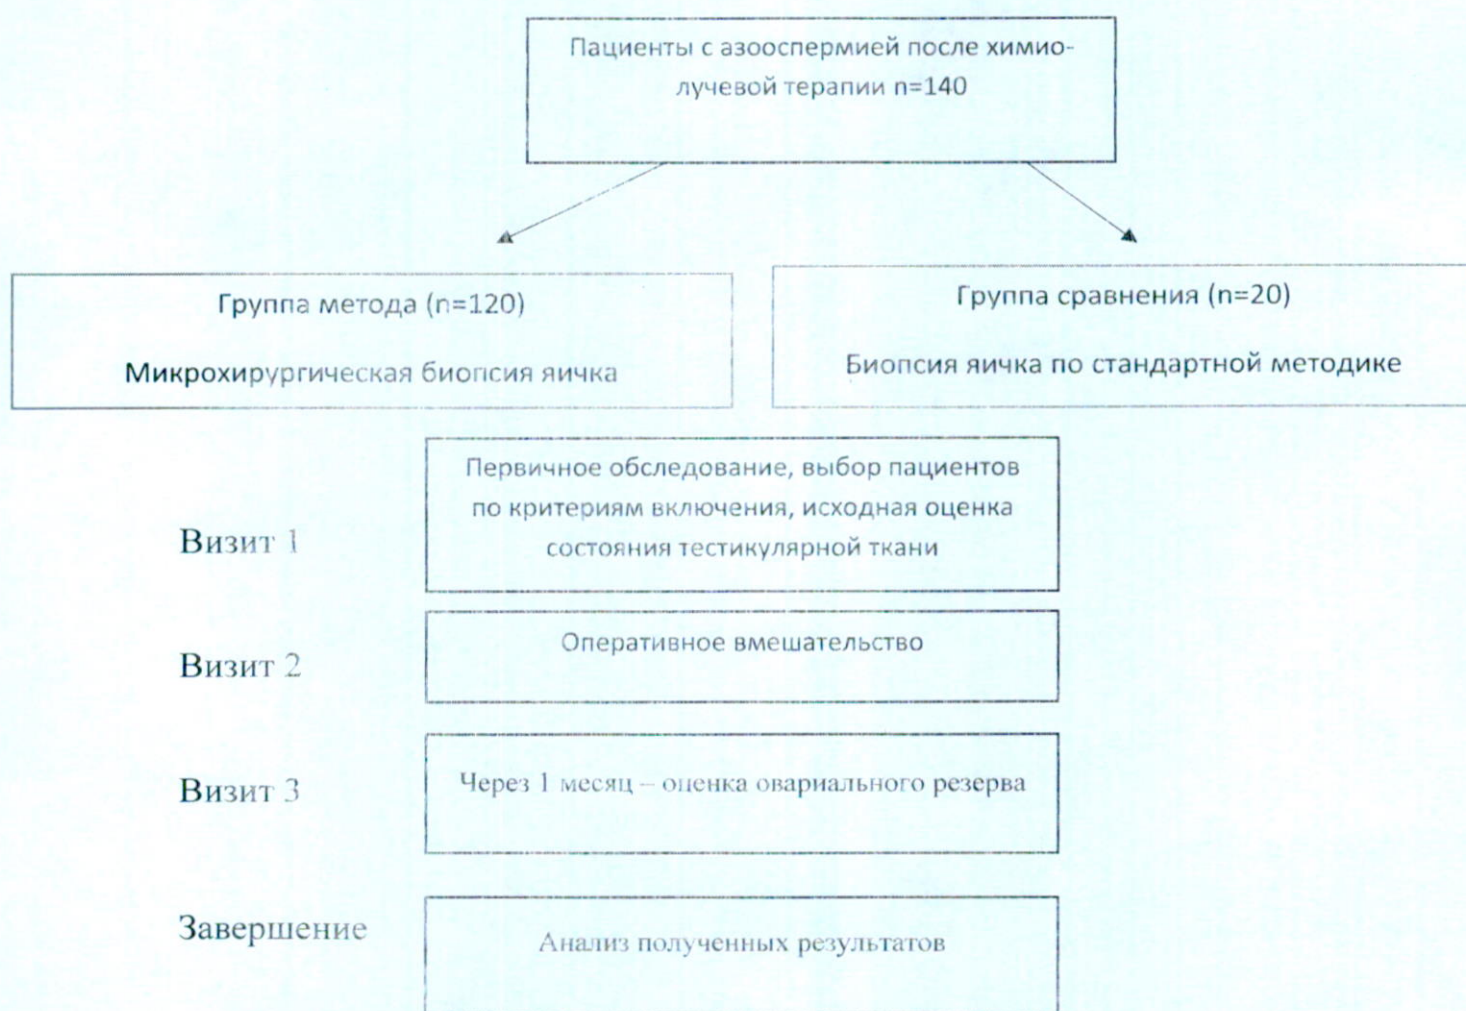 Пациенты с азооспермией после химио-
лучевой терапии n=140
Группа метода (n=120)
Микрохирургическая биопсия яичка
Группа сравнения (n=20)
Биопсия яичка по стандартной методике
Визит 1
Первичное обследование, выбор пациентов
по критериям включения, исходная оценка
состояния тестикулярной ткани
Визит 2
Оперативное вмешательство
Визит 3
Через 1 месяц – оценка овариального резерва
Завершение
Анализ полученных результатов